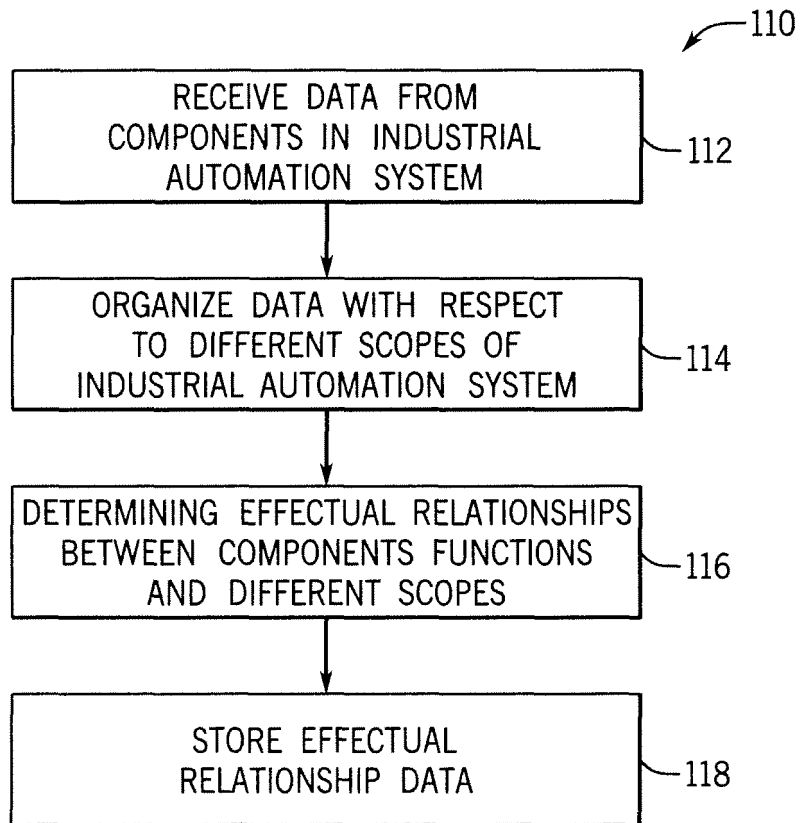 110
RECEIVE DATA FROM
COMPONENTS IN INDUSTRIAL
AUTOMATION SYSTEM
112
ORGANIZE DATA WITH RESPECT
TO DIFFERENT SCOPES OF
INDUSTRIAL AUTOMATION SYSTEM
114
DETERMINING EFFECTUAL RELATIONSHIPS
BETWEEN COMPONENTS FUNCTIONS
AND DIFFERENT SCOPES
116
STORE EFFECTUAL
RELATIONSHIP DATA
118